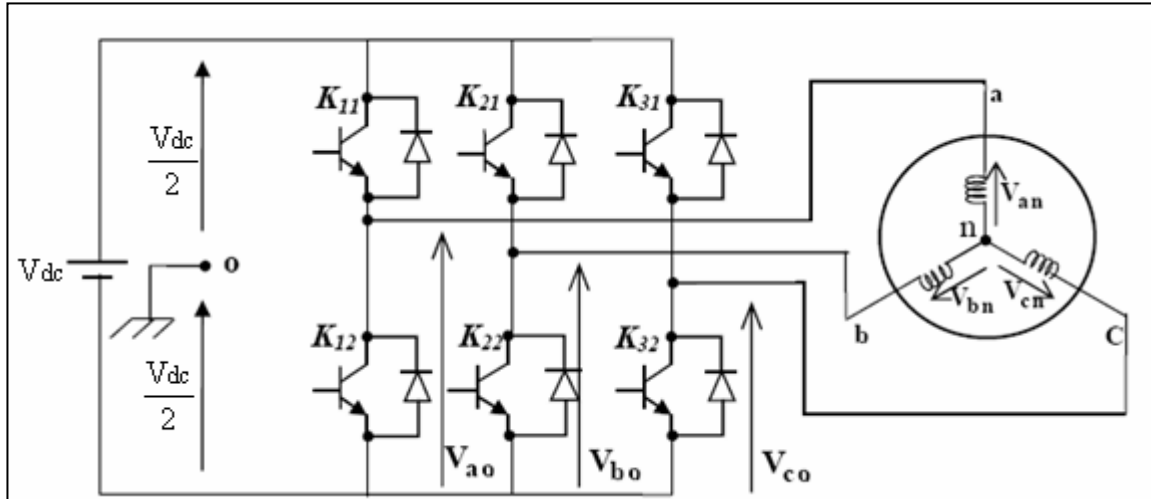 a
K11
K21
K31
Vdc
2
Van
n
Vdc
o
Vbn
Vcn
b
C
K12
K22
K32
Vdc
2
Vao
Vbo
Vco